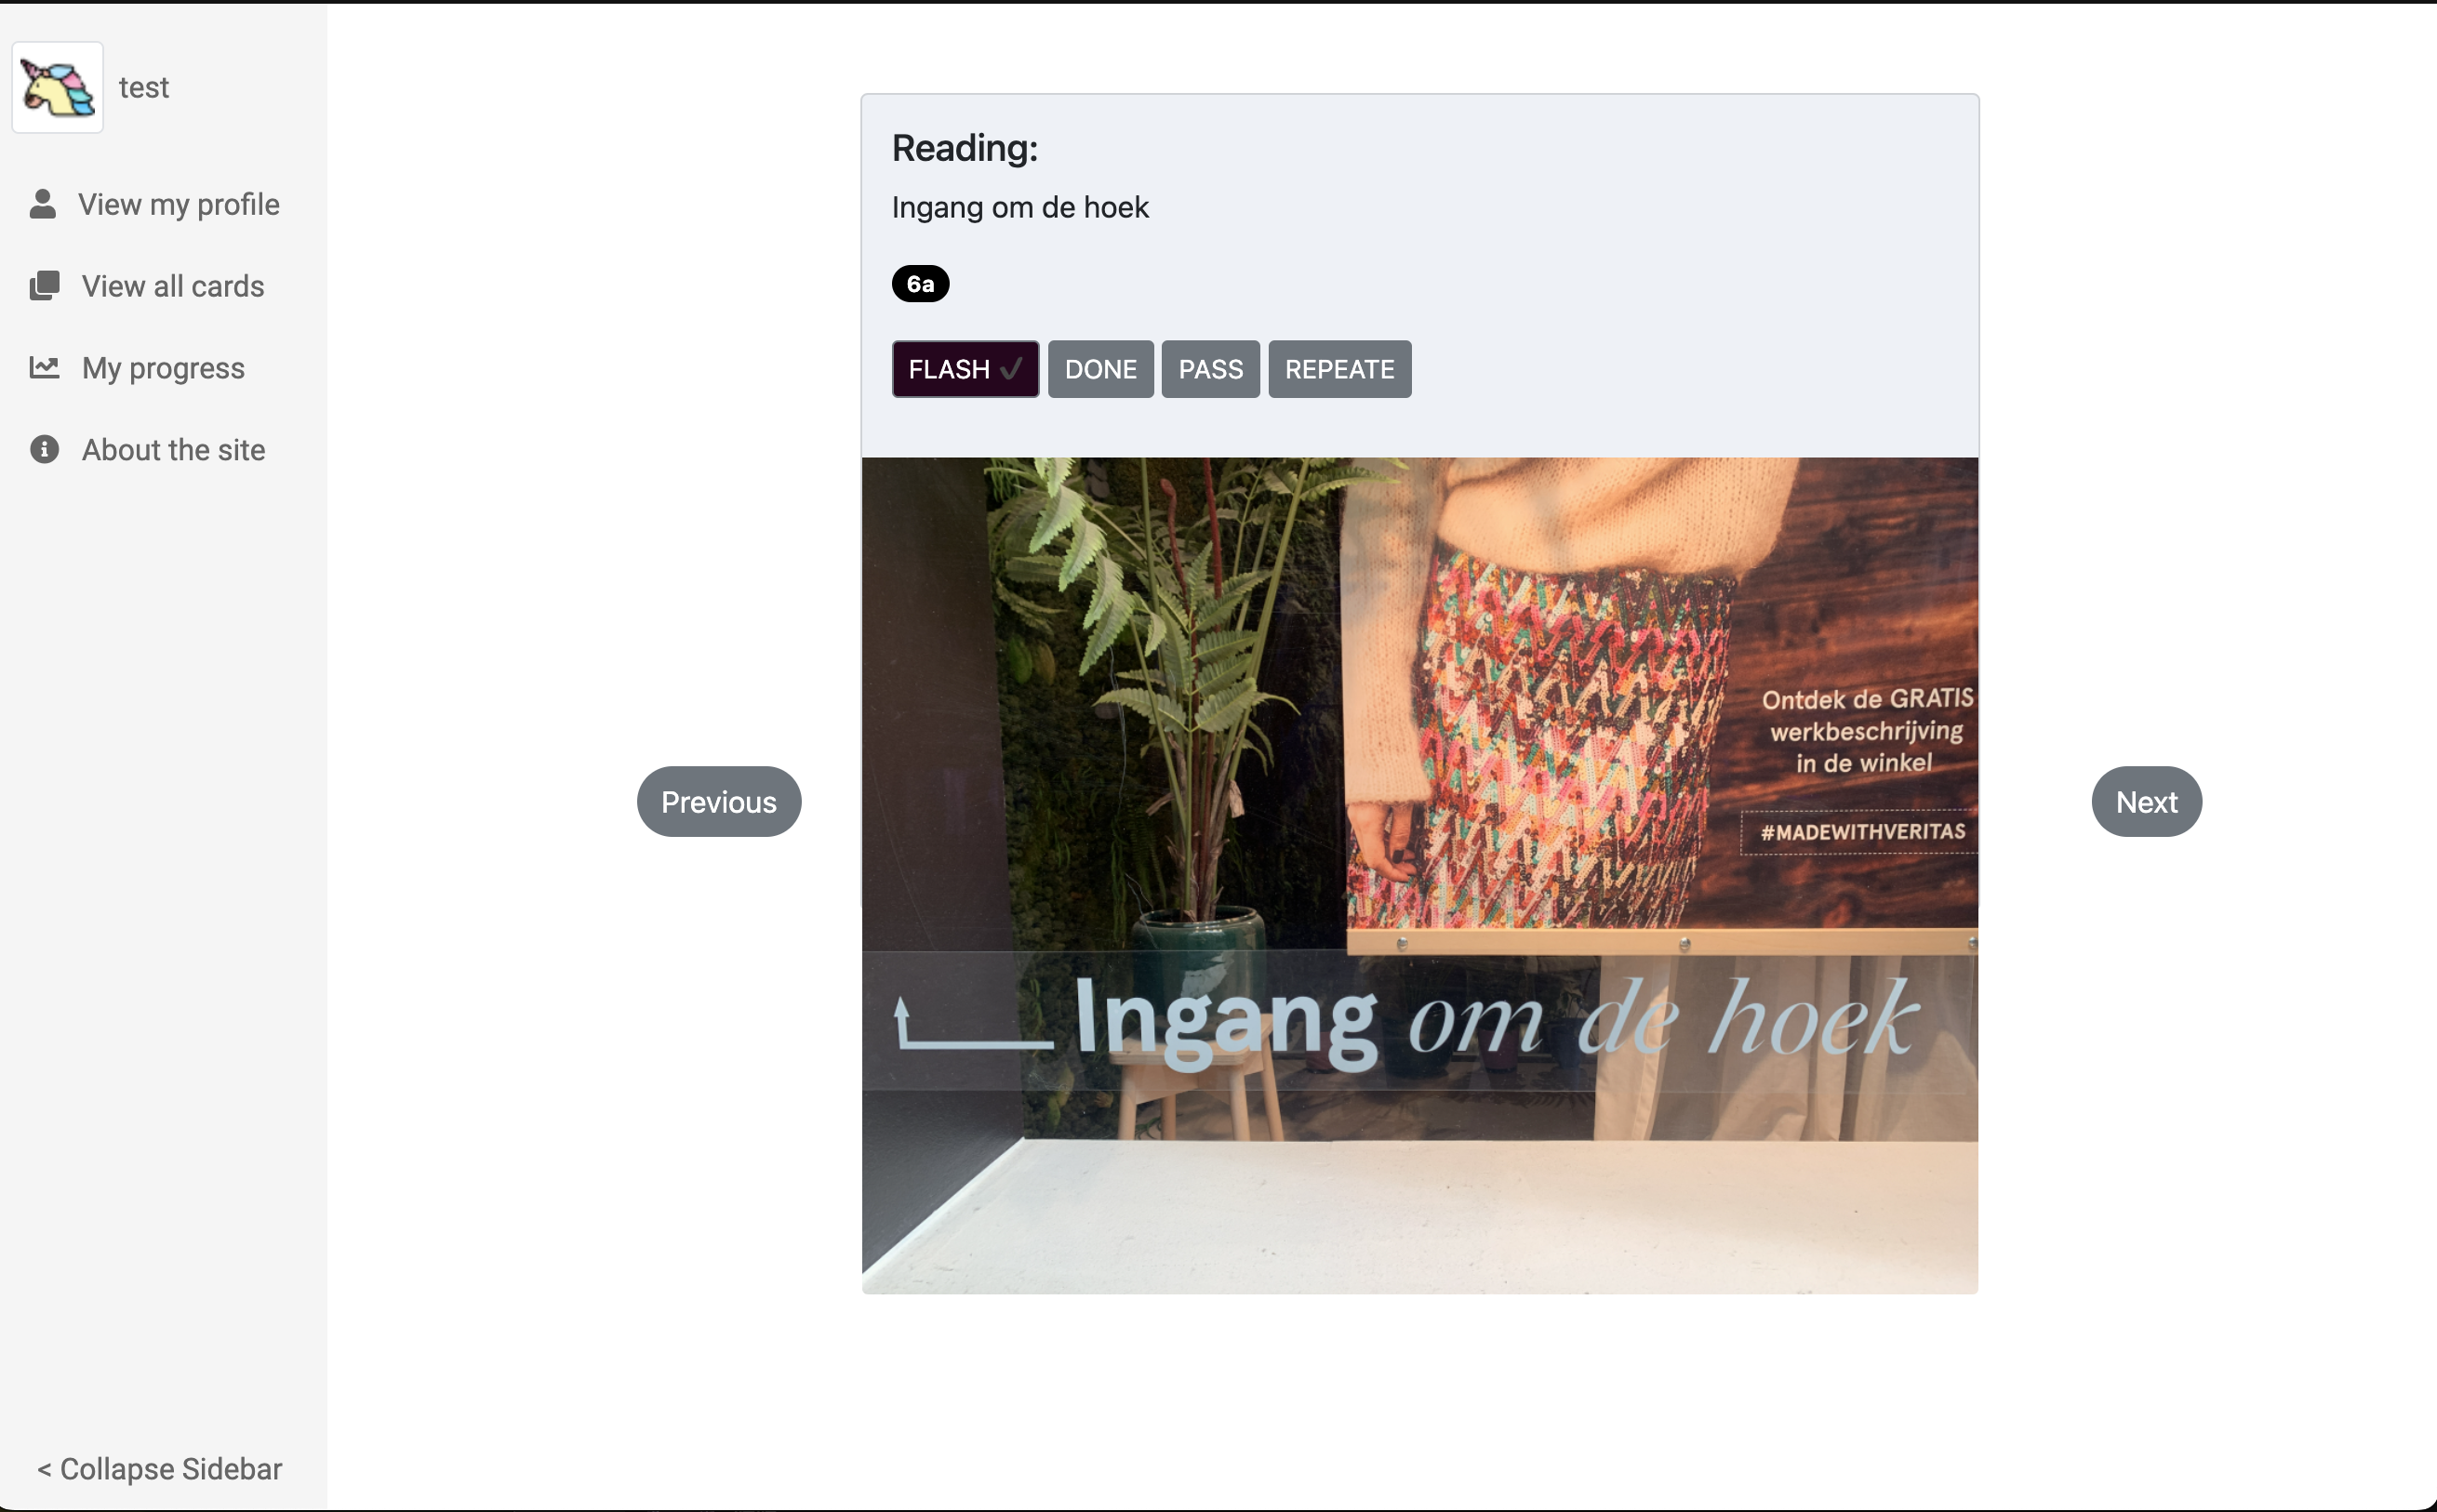 test
View my profile
View all cards
My progress
About the site
< Collapse Sidebar
Reading:
Ingang om de hoek
6a
FLASH ✓ DONE PASS REPEATE
Ontdek de GRATIS
werkbeschrijving
in de winkel
#MADEWITHVERITAS
Ingang om de hoek
Previous
Next